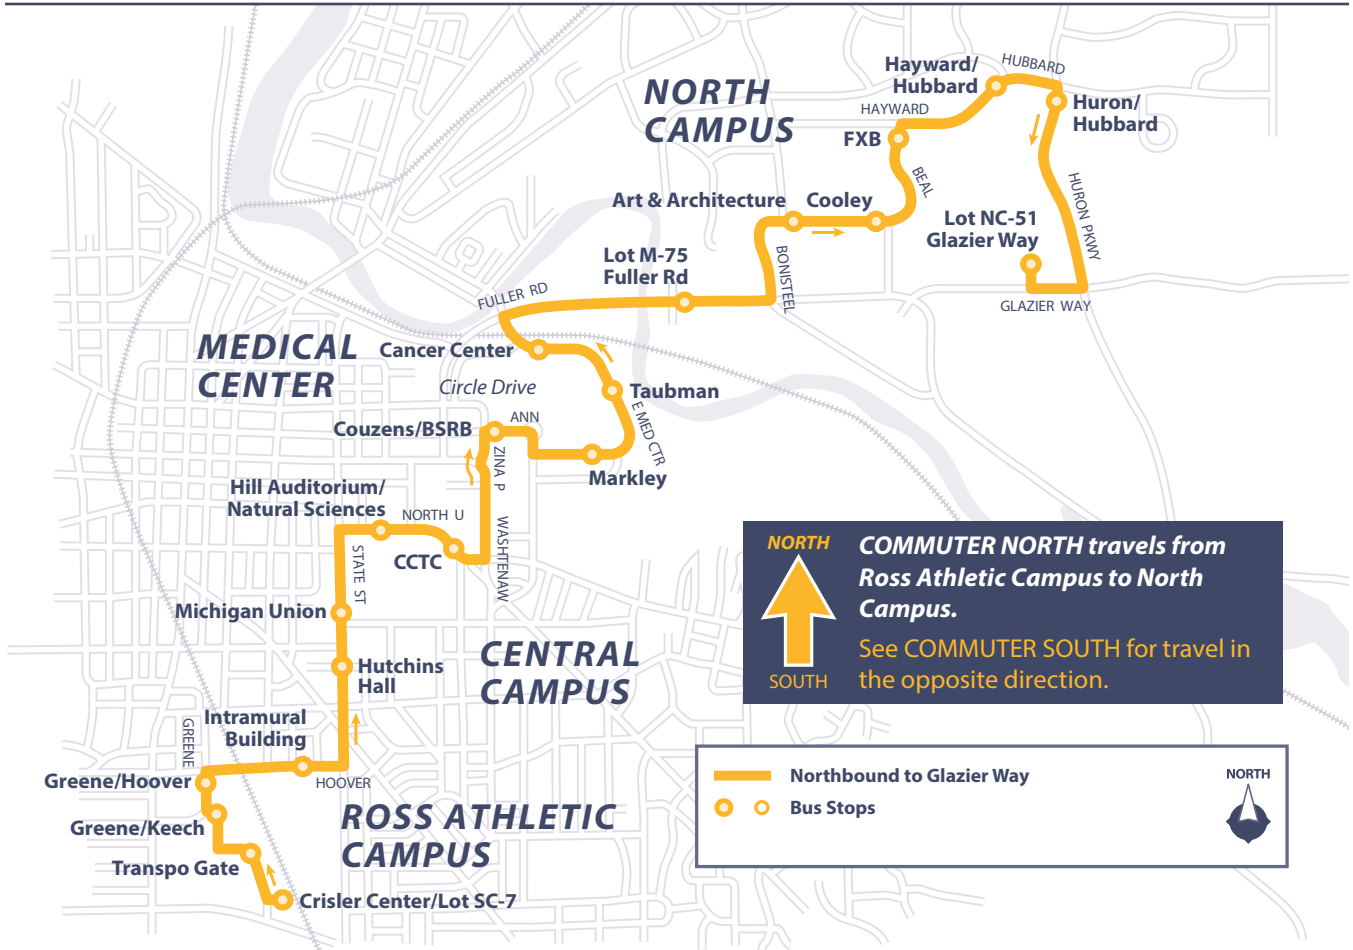 NORTH
CAMPUS
Hayward/
Hubbard
HUBBARD
HAYWARD
Huron/
Hubbard
FXB
BEAL
HURON PKWY
Art & Architecture
Cooley
Lot NC-51
Glazier Way
BONISTEEL
Lot M-75
Fuller Rd
FULLER RD
GLAZIER WAY
MEDICAL
CENTER
Cancer Center
Circle Drive
Taubman
E MED CTR
ANN
Couzens/BSRB
ZINA P
Markley
Hill Auditorium/
Natural Sciences
NORTH U
WASHTENAW
CCTC
STATE ST
NORTH
SOUTH
COMMUTER NORTH travels from
Ross Athletic Campus to North
Campus.
See COMMUTER SOUTH for travel in
the opposite direction.
Michigan Union
CENTRAL
CAMPUS
Hutchins
Hall
Intramural
Building
GREENE
HOOVER
Greene/Hoover
Greene/Keech
ROSS ATHLETIC
CAMPUS
Transpo Gate
Crisler Center/Lot SC-7
Northbound to Glazier Way
Bus Stops
NORTH